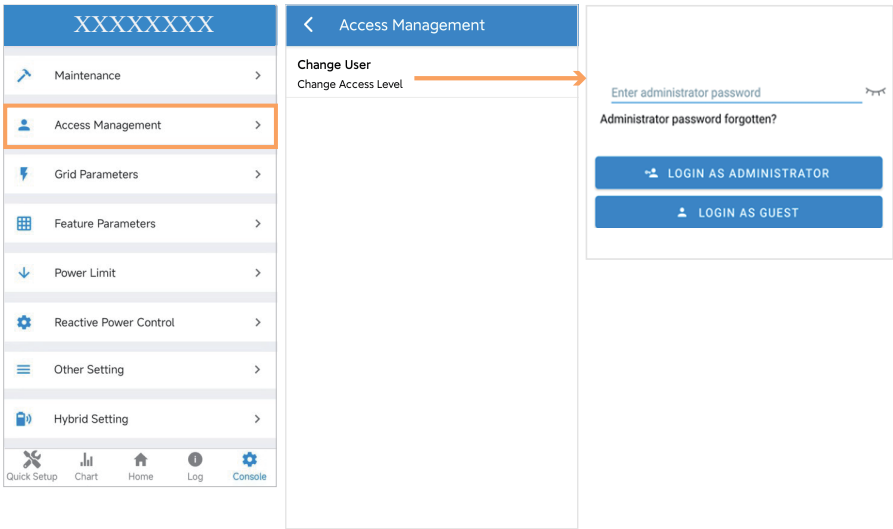 XXXXXXXX
Maintenance
Access Management
Grid Parameters
Feature Parameters
Power Limit
Reactive Power Control
Other Setting
Hybrid Setting
Quick Setup Chart Home Log Console
Access Management
Change User
Change Access Level
Enter administrator password
Administrator password forgotten?
LOGIN AS ADMINISTRATOR
LOGIN AS GUEST